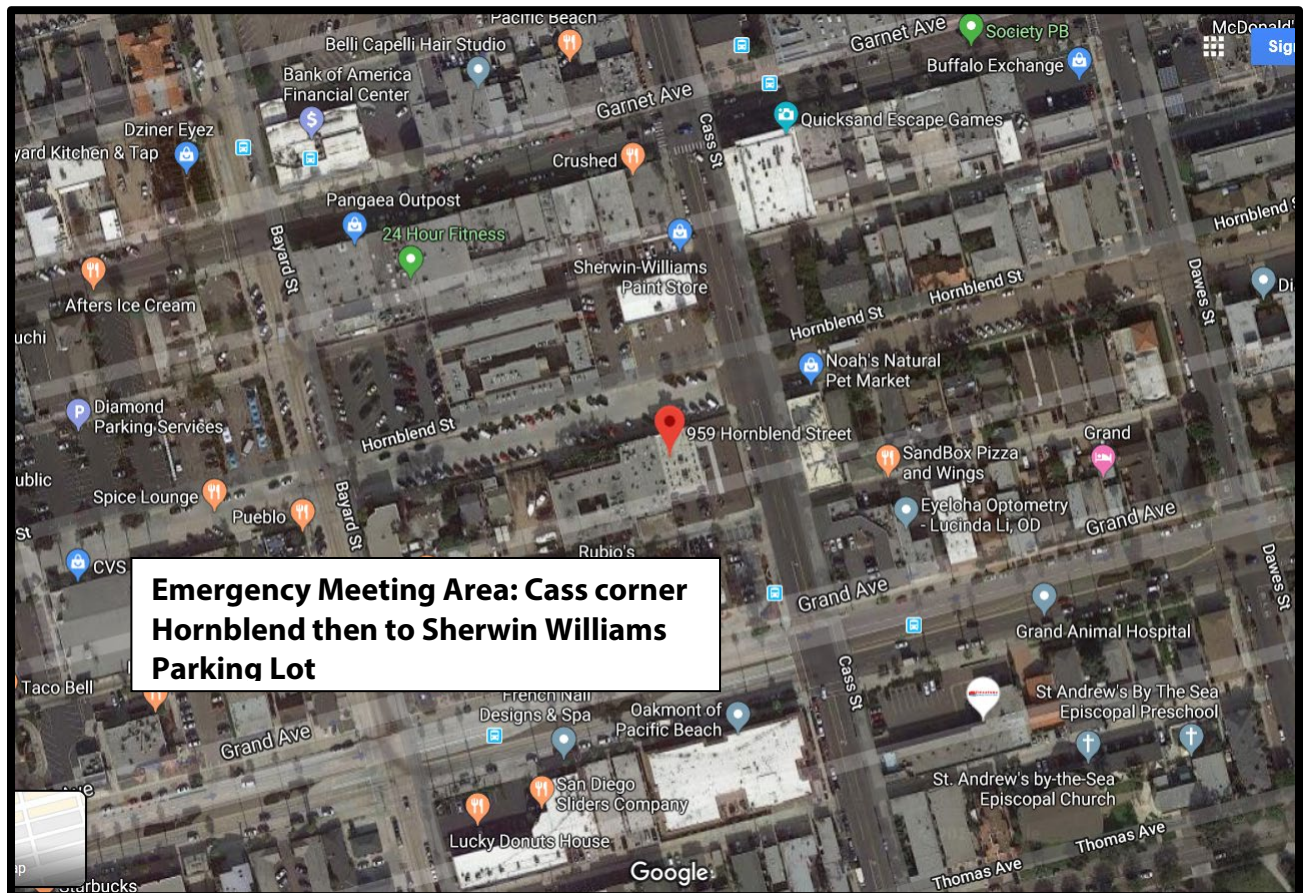 Pacific Beach
Garnet Ave
Society PB
McDonald'
Belli Capelli Hair Studio
Buffalo Exchange
Sig
Bank of America
Financial Center
Garnet Ave
Cass St
Quicksand Escape Games
Dziner Eyez
yard Kitchen & Tap
Crushed
Pangaea Outpost
Hornblend
24 Hour Fitness
Bayard St
Sherwin-Williams
Paint Store
Hornblend St
Dawes St
Di
Afters Ice Cream
uchi
Hornblend St
Noah's Natural
Pet Market
Diamond
Parking Services
Hornblend St
959 Hornblend Street
Grand
SandBox Pizza
and Wings
ublic
Spice Lounge
Pueblo
Bayard St
Eyeloha Optometry
- Lucinda Li, OD
Grand Ave
St
Rubio's
CVS
Dawes St
Emergency Meeting Area: Cass corner
Hornblend then to Sherwin Williams
Parking Lot
Grand Ave
Grand Animal Hospital
Taco Bell
Cass St
French Nail
Designs & Spa
Oakmont of
Pacific Beach
St Andrew's By The Sea
Episcopal Preschool
Grand Ave
San Diego
Sliders Company
St. Andrew's by-the-Sea
Episcopal Church
Lucky Donuts House
Thomas Ave
Google
Thomas Ave
ap
Starbucks